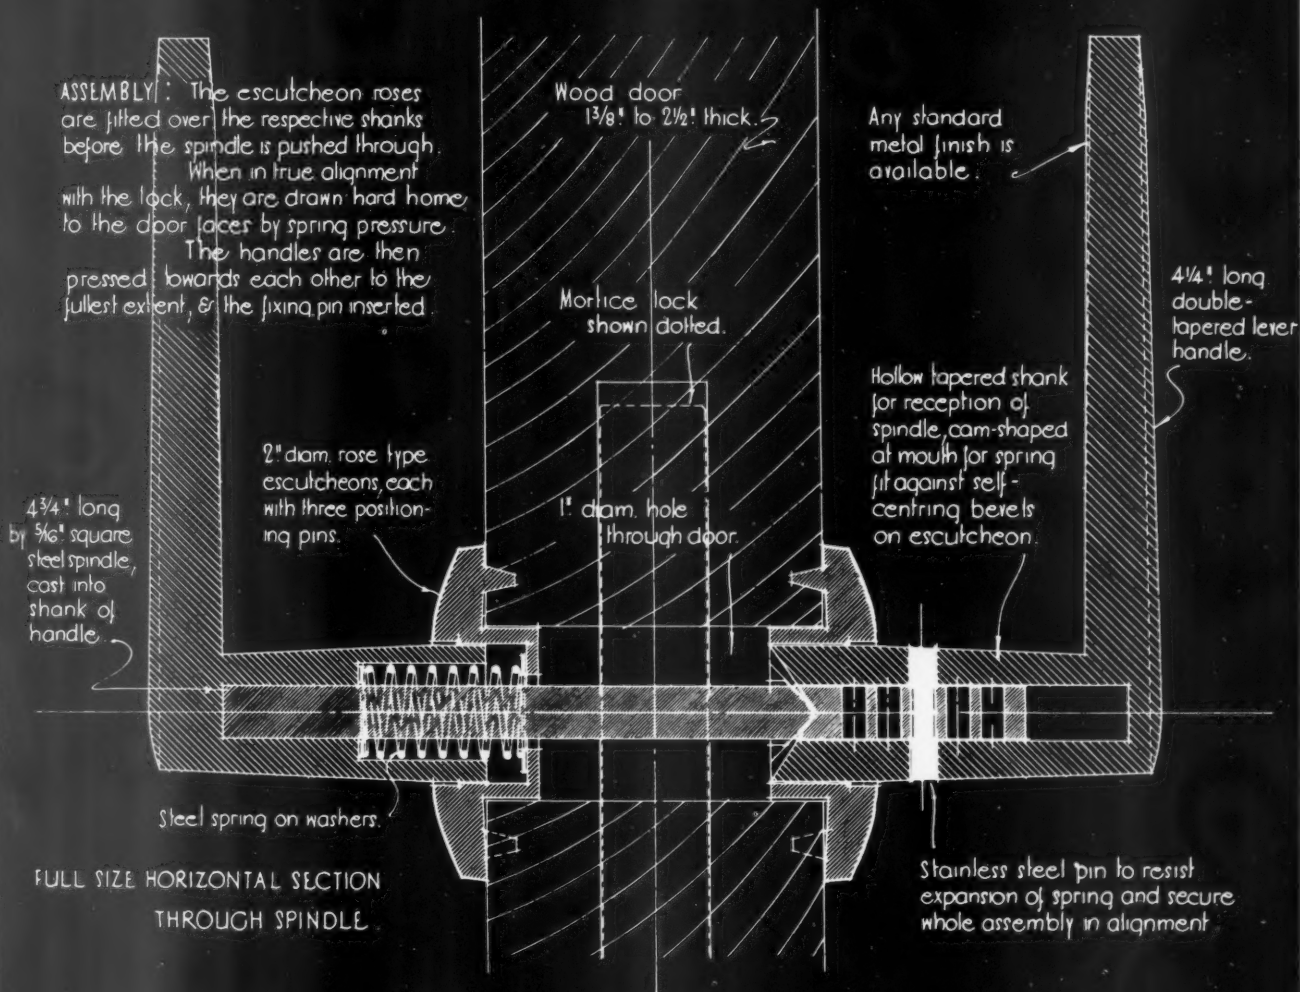 ASSEMBLY: The escutcheon roses
are fitted over the respective shanks
before the spindle is pushed through.
When in true alignment
with the lock, they are drawn hard home
to the door faces by spring pressure.
The handles are then
pressed towards each other to the
fullest extent, & the fixing pin inserted.
Wood door
1 3/8" to 2 1/2" thick.
Any standard
metal finish is
available.
Mortice lock
shown dotted.
4 1/4" long
double-
tapered lever
handle.
Hollow tapered shank
for reception of
spindle, cam-shaped
at mouth for spring
fit against self-
centring bevels
on escutcheon.
2" diam. rose type
escutcheons, each
with three position-
ing pins.
1" diam. hole
through door.
4 3/4" long
by 5/16" square
steel spindle,
cast into
shank of
handle.
Steel spring on washers.
FULL SIZE HORIZONTAL SECTION
THROUGH SPINDLE.
Stainless steel pin to resist
expansion of spring and secure
whole assembly in alignment